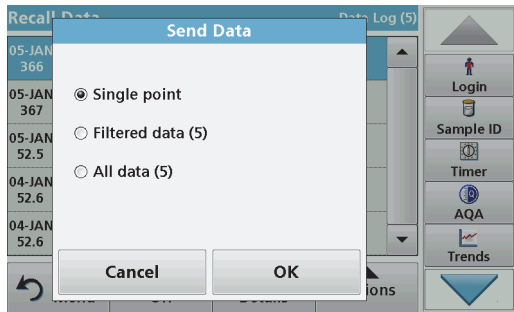 Recall Data
Data Log (5)
Send Data
05-JAN
366
05-JAN
367
05-JAN
52.5
04-JAN
52.6
04-JAN
52.6
Single point
Filtered data (5)
All data (5)
Cancel
OK
Menu
Details
Login
Sample ID
Timer
AQA
Trends